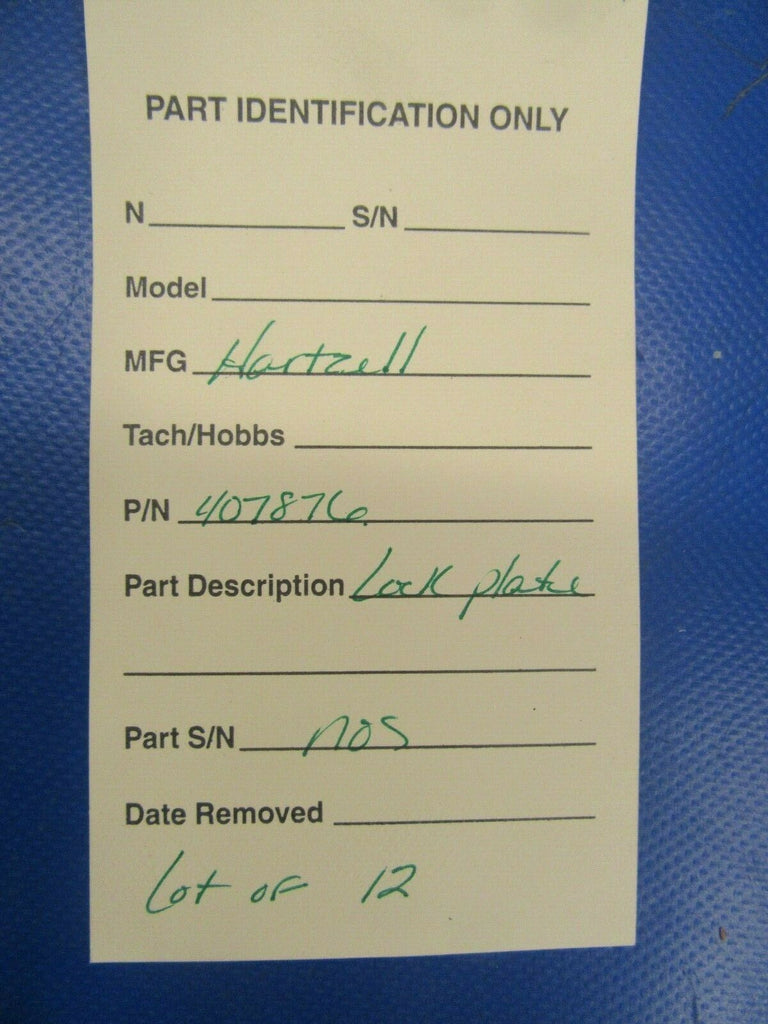 PART IDENTIFICATION ONLY
N S/N
Model
MFG Hartzell
Tach/Hobbs
P/N 407876
Part Description Lock plate
Part S/N NOS
Date Removed
Lot of 12